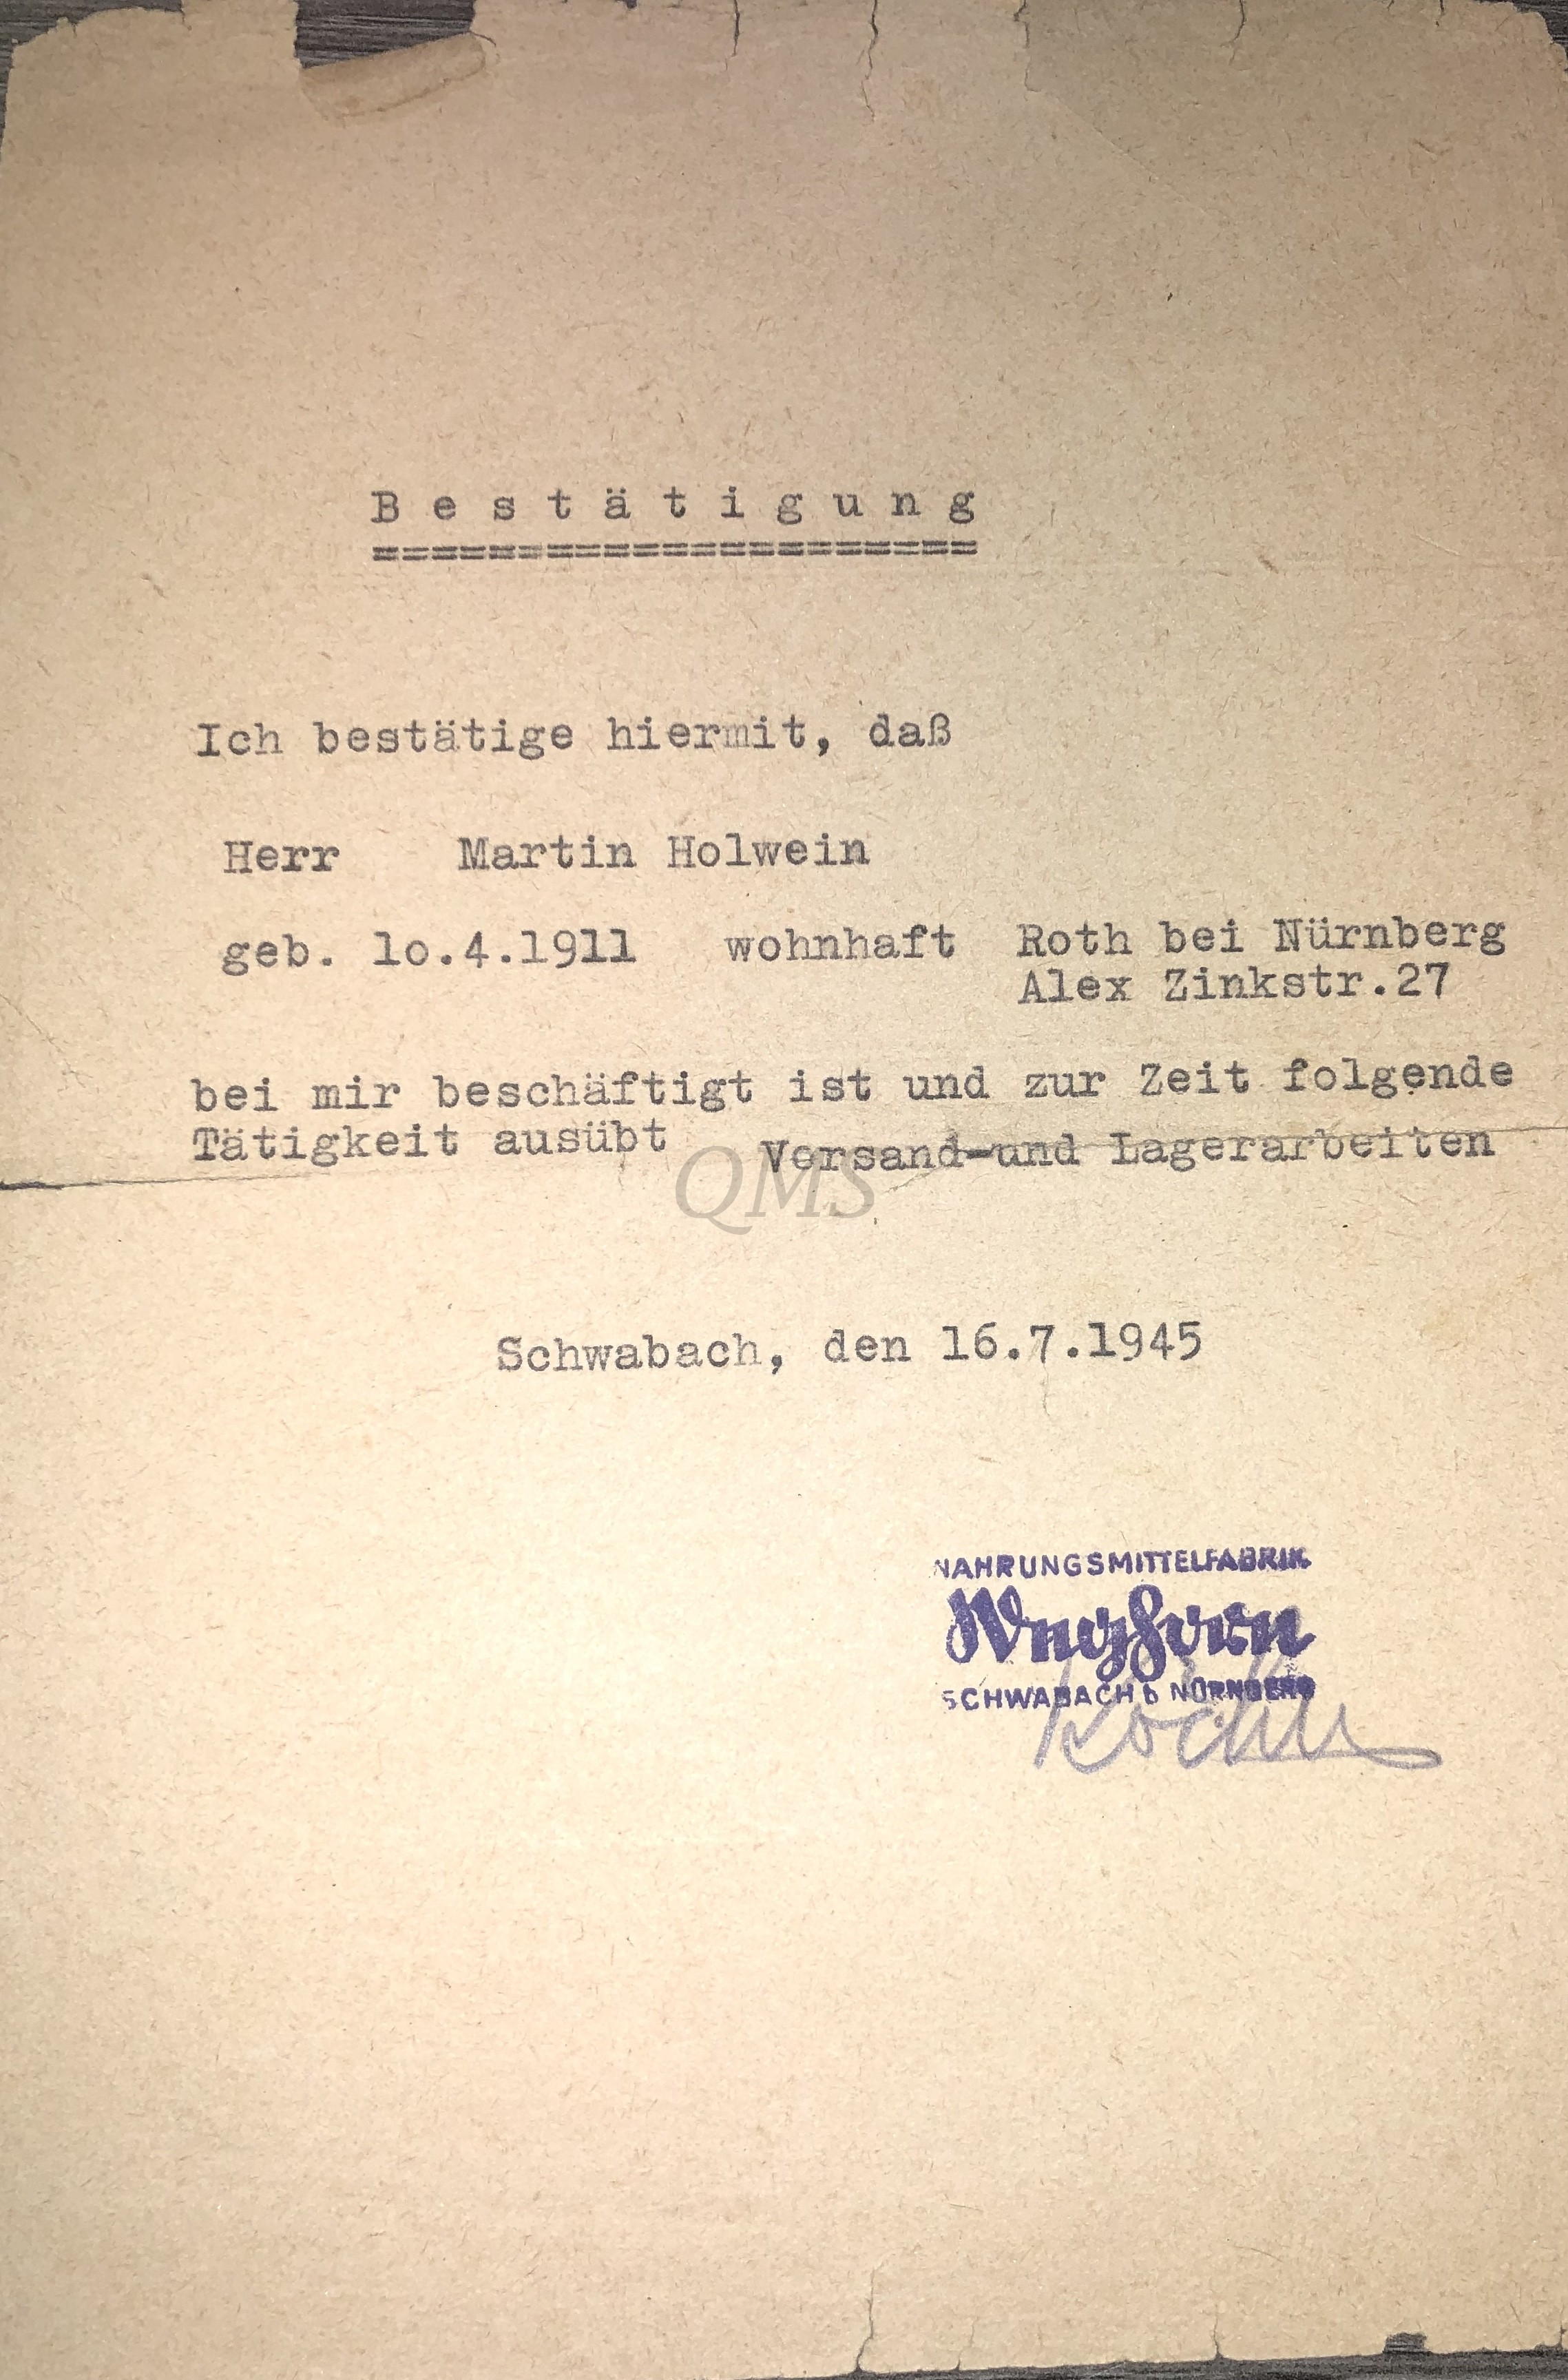 B e s t ä t i g u n g
=====================
Ich bestätige hiermit, daß
Herr Martin Holwein
geb. lo.4.1911 wohnhaft Roth bei Nürnberg
Alex Zinkstr.27
bei mir beschäftigt ist und zur Zeit folgende
Tätigkeit ausübt Versand-und Lagerarbeiten
QMS
Schwabach, den 16.7.1945
NAHRUNGSMITTELFABRIK
SCHWABACH b NÜRNBERG